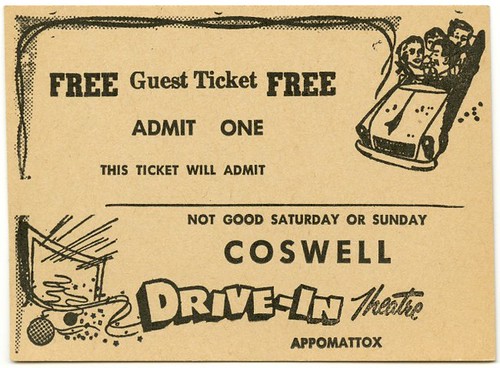 FREE Guest Ticket FREE
ADMIT ONE
THIS TICKET WILL ADMIT
NOT GOOD SATURDAY OR SUNDAY
COSWELL
DRIVE-IN Theatre
APPOMATTOX